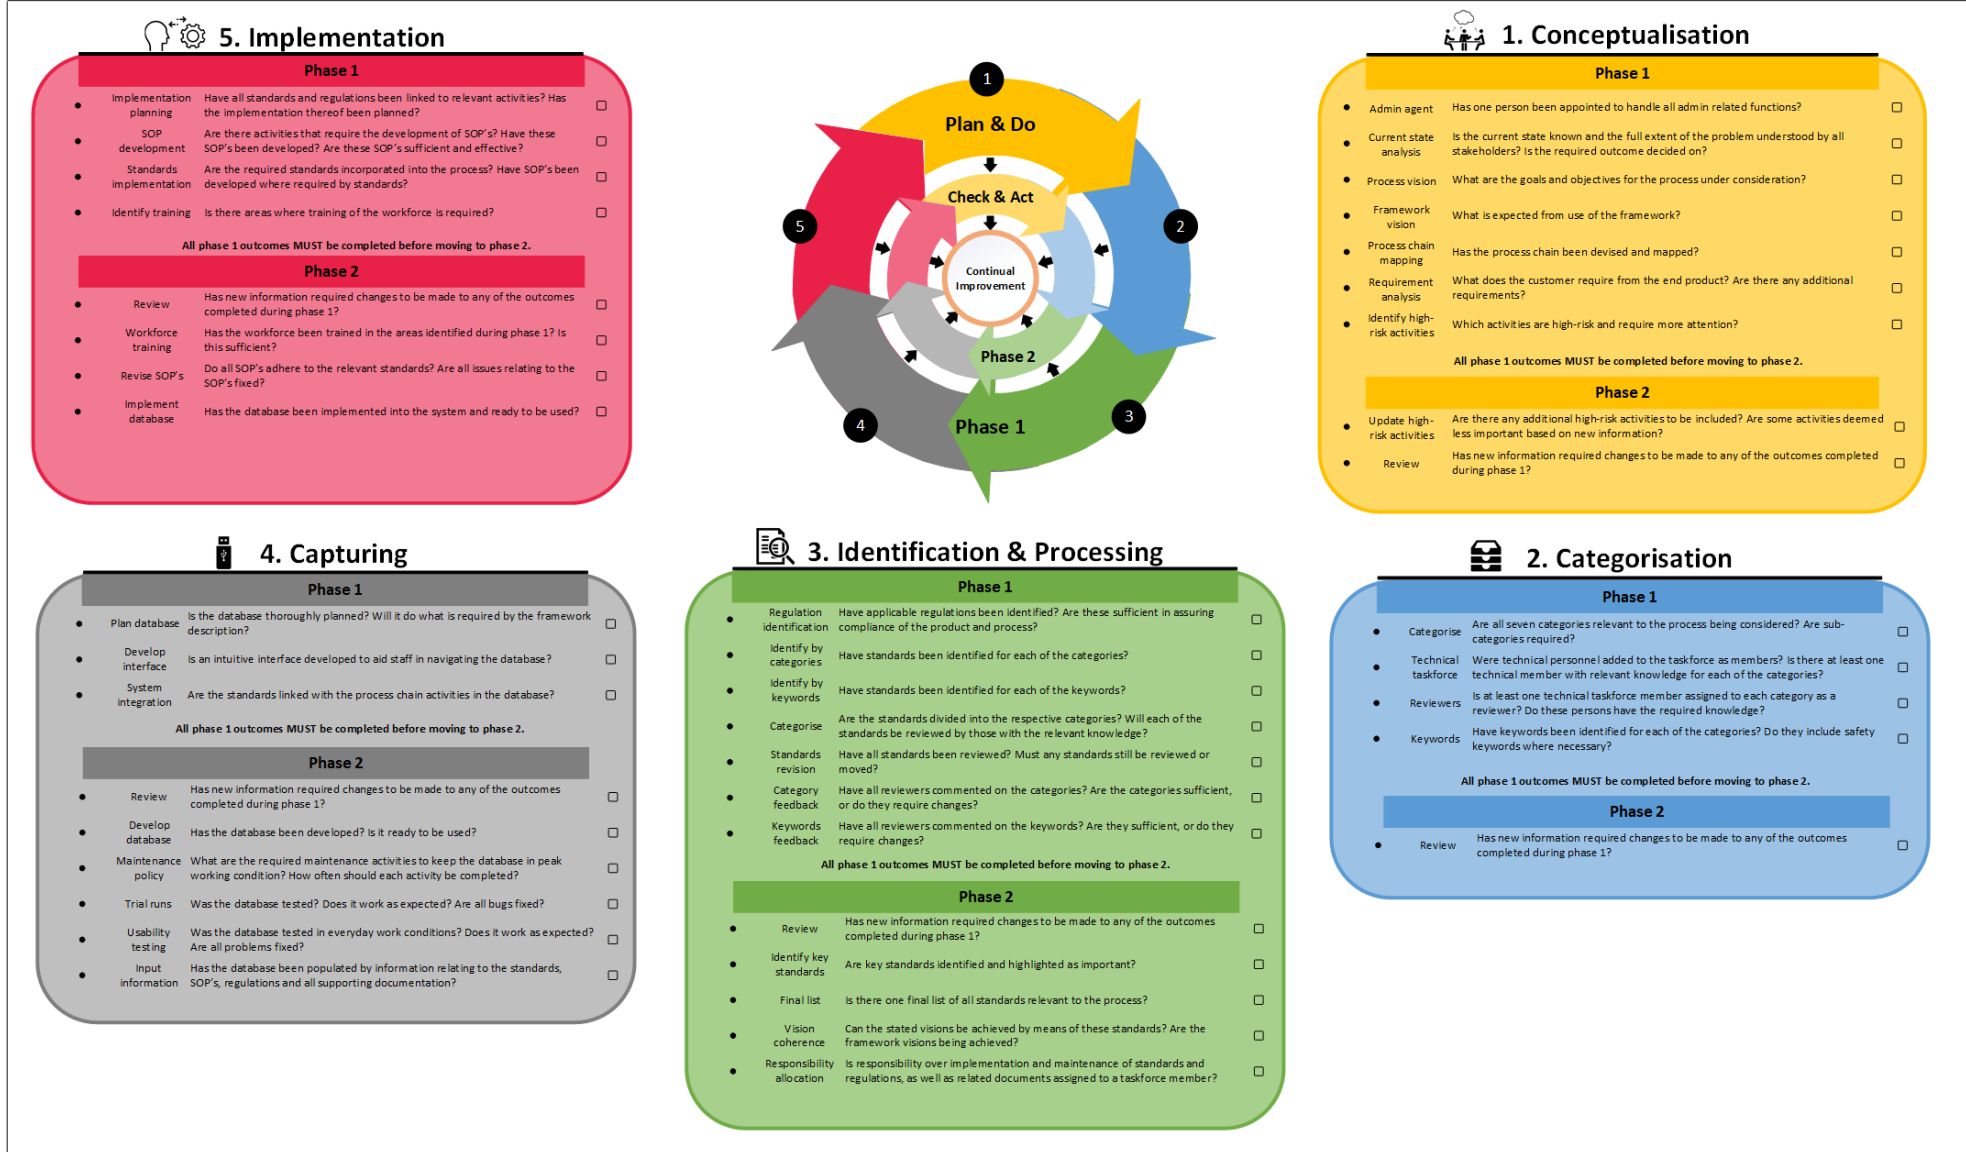 5. Implementation
Phase 1
Implementation planning
Have all standards and regulations been linked to relevant activities? Has
the implementation thereof been planned?
SOP development
Are there activities that require the development of SOP's? Have these
SOP's been developed? Are these SOP's sufficient and effective?
Standards implementation
Are the required standards incorporated into the process? Have SOP's been
developed where required by standards?
Identify training
Is there areas where training of the workforce is required?
All phase 1 outcomes MUST be completed before moving to phase 2.
Phase 2
Review
Has new information required changes to be made to any of the outcomes
completed during phase 1?
Workforce training
Has the workforce been trained in the areas identified during phase 1? Is
this sufficient?
Revise SOP's
Do all SOP's adhere to the relevant standards? Are all issues relating to the
SOP's fixed?
Implement database
Has the database been implemented into the system and ready to be used?
1
Plan & Do
Check & Act
5
2
Continual
Improvement
Phase 2
4
Phase 1
3
1. Conceptualisation
Phase 1
Admin agent
Has one person been appointed to handle all admin related functions?
Current state analysis
Is the current state known and the full extent of the problem understood by all
stakeholders? Is the required outcome decided on?
Process vision
What are the goals and objectives for the process under consideration?
Framework vision
What is expected from use of the framework?
Process chain mapping
Has the process chain been devised and mapped?
Requirement analysis
What does the customer require from the end product? Are there any additional
requirements?
Identify high-
risk activities
Which activities are high-risk and require more attention?
All phase 1 outcomes MUST be completed before moving to phase 2.
Phase 2
Update high-
risk activities
Are there any additional high-risk activities to be included? Are some activities deemed
less important based on new information?
Review
Has new information required changes to be made to any of the outcomes completed
during phase 1?
4. Capturing
Phase 1
Plan database
Is the database thoroughly planned? Will it do what is required by the framework
description?
Develop interface
Is an intuitive interface developed to aid staff in navigating the database?
System integration
Are the standards linked with the process chain activities in the database?
All phase 1 outcomes MUST be completed before moving to phase 2.
Phase 2
Review
Has new information required changes to be made to any of the outcomes
completed during phase 1?
Develop database
Has the database been developed? Is it ready to be used?
Maintenance policy
What are the required maintenance activities to keep the database in peak
working condition? How often should each activity be completed?
Trial runs
Was the database tested? Does it work as expected? Are all bugs fixed?
Usability testing
Was the database tested in everyday work conditions? Does it work as expected?
Are all problems fixed?
Input information
Has the database been populated by information relating to the standards,
SOP's, regulations and all supporting documentation?
3. Identification & Processing
Phase 1
Regulation identification
Have applicable regulations been identified? Are these sufficient in assuring
compliance of the product and process?
Identify by categories
Have standards been identified for each of the categories?
Identify by keywords
Have standards been identified for each of the keywords?
Categorise
Are the standards divided into the respective categories? Will each of the
standards be reviewed by those with the relevant knowledge?
Standards revision
Have all standards been reviewed? Must any standards still be reviewed or
moved?
Category feedback
Have all reviewers commented on the categories? Are the categories sufficient,
or do they require changes?
Keywords feedback
Have all reviewers commented on the keywords? Are they sufficient, or do they
require changes?
All phase 1 outcomes MUST be completed before moving to phase 2.
Phase 2
Review
Has new information required changes to be made to any of the outcomes
completed during phase 1?
Identify key standards
Are key standards identified and highlighted as important?
Final list
Is there one final list of all standards relevant to the process?
Vision coherence
Can the stated visions be achieved by means of these standards? Are the
framework visions being achieved?
Responsibility allocation
Is responsibility over implementation and maintenance of standards and
regulations, as well as related documents assigned to a taskforce member?
2. Categorisation
Phase 1
Categorise
Are all seven categories relevant to the process being considered? Are sub-
categories required?
Technical taskforce
Were technical personnel added to the taskforce as members? Is there at least one
technical member with relevant knowledge for each of the categories?
Reviewers
Is at least one technical taskforce member assigned to each category as a
reviewer? Do these persons have the required knowledge?
Keywords
Have keywords been identified for each of the categories? Do they include safety
keywords where necessary?
All phase 1 outcomes MUST be completed before moving to phase 2.
Phase 2
Review
Has new information required changes to be made to any of the outcomes
completed during phase 1?